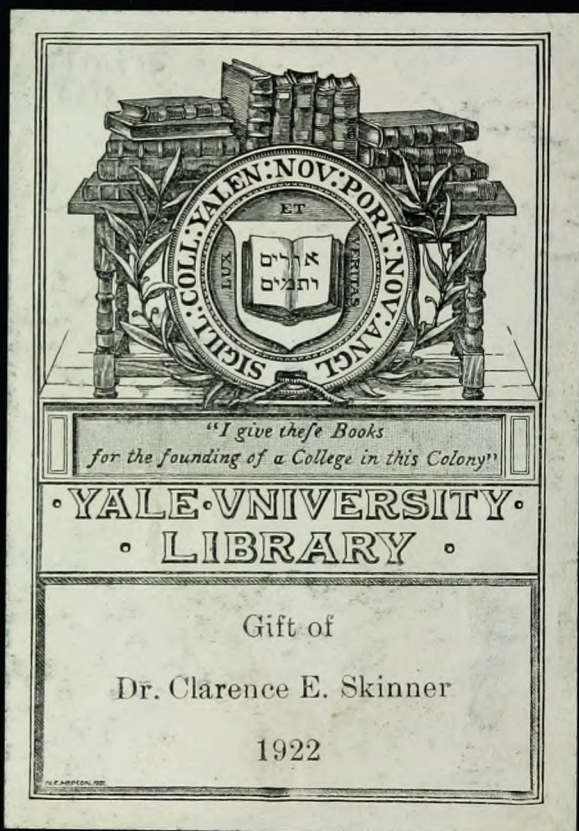 SIGILL: COLL: YALEN: NOV: PORT: NOV: ANGL
ET
LUX
VERITAS
אורים
ותמים
"I give theſe Books
for the founding of a College in this Colony"
·YALE·VNIVERSITY·
· LIBRARY ·
Gift of
Dr. Clarence E. Skinner
1922